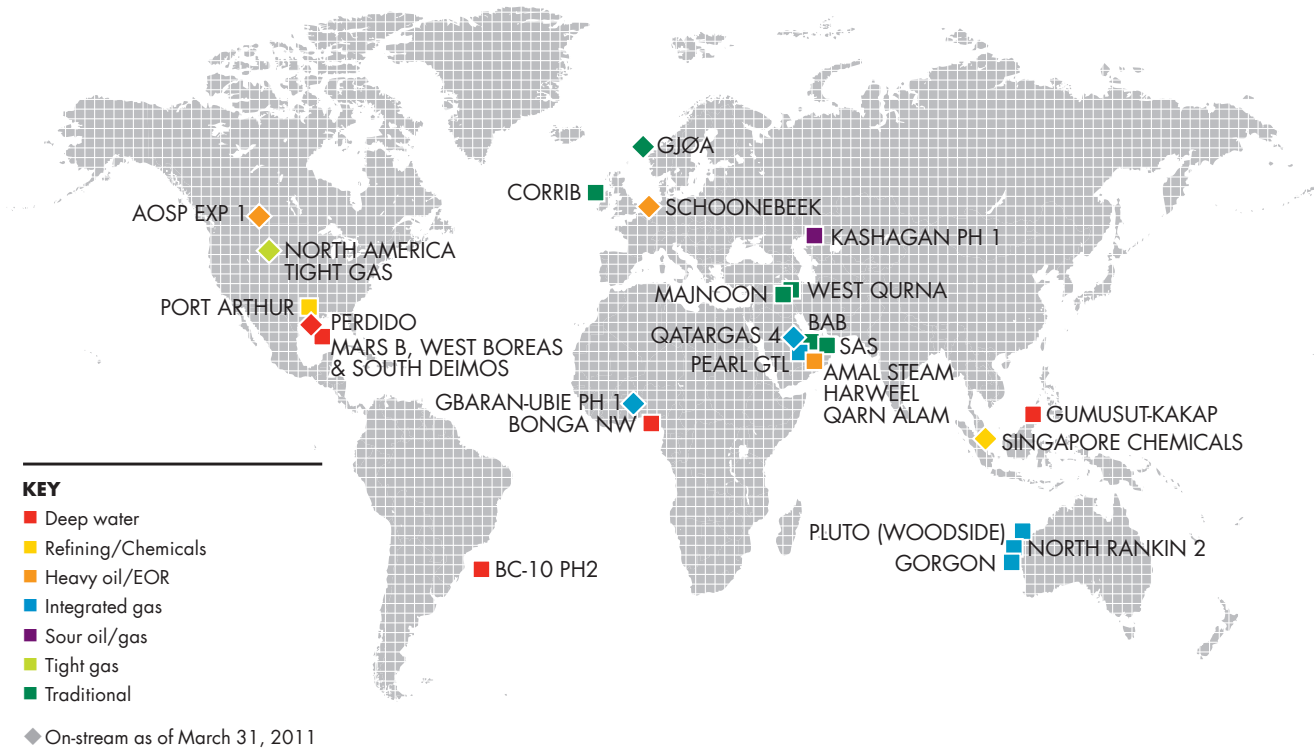 GJØA
CORRIB
SCHOONEBEEK
AOSP EXP 1
KASHAGAN PH 1
NORTH AMERICA
TIGHT GAS
MAJNOON
WEST QURNA
PORT ARTHUR
PERDIDO
MARS B, WEST BOREAS
& SOUTH DEIMOS
QATARGAS 4
BAB
SAS
PEARL GTL
AMAL STEAM
HARWEEL
QARN ALAM
GBARAN-UBIE PH 1
BONGA NW
GUMUSUT-KAKAP
SINGAPORE CHEMICALS
PLUTO (WOODSIDE)
NORTH RANKIN 2
GORGON
BC-10 PH2
KEY
Deep water
Refining/Chemicals
Heavy oil/EOR
Integrated gas
Sour oil/gas
Tight gas
Traditional
On-stream as of March 31, 2011